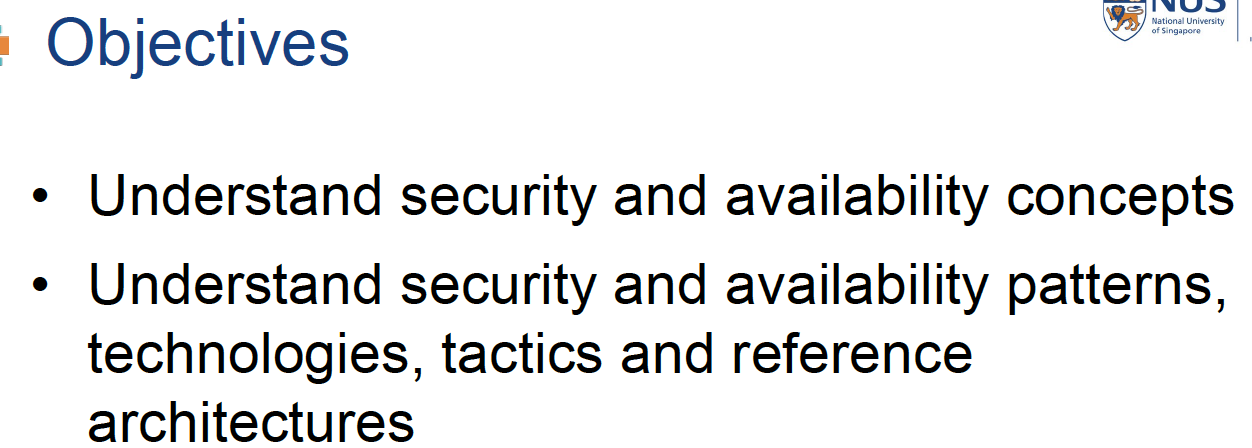 Objectives
NUS
National University
of Singapore
• Understand security and availability concepts
• Understand security and availability patterns,
technologies, tactics and reference
architectures